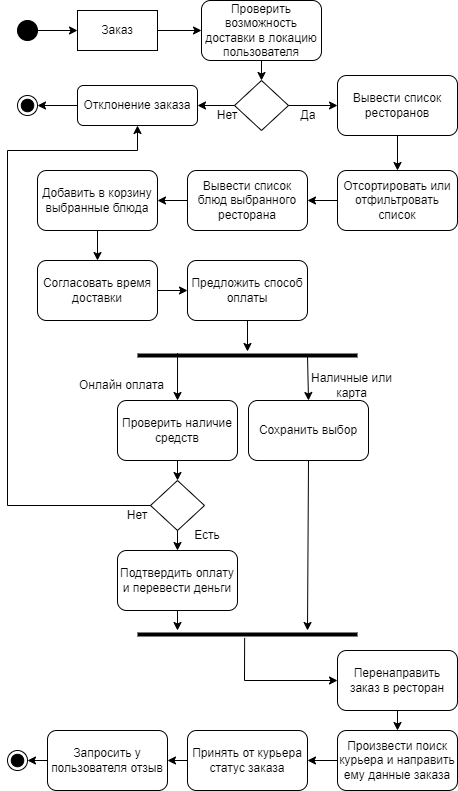 Заказ
Проверить
возможность
доставки в локацию
пользователя
Отклонение заказа
Нет
Да
Вывести список
ресторанов
Добавить в корзину
выбранные блюда
Вывести список
блюд выбранного
ресторана
Отсортировать или
отфильтровать
список
Согласовать время
доставки
Предложить способ
оплаты
Онлайн оплата
Наличные или
карта
Проверить наличие
средств
Сохранить выбор
Нет
Есть
Подтвердить оплату
и перевести деньги
Перенаправить
заказ в ресторан
Запросить у
пользователя отзыв
Принять от курьера
статус заказа
Произвести поиск
курьера и направить
ему данные заказа